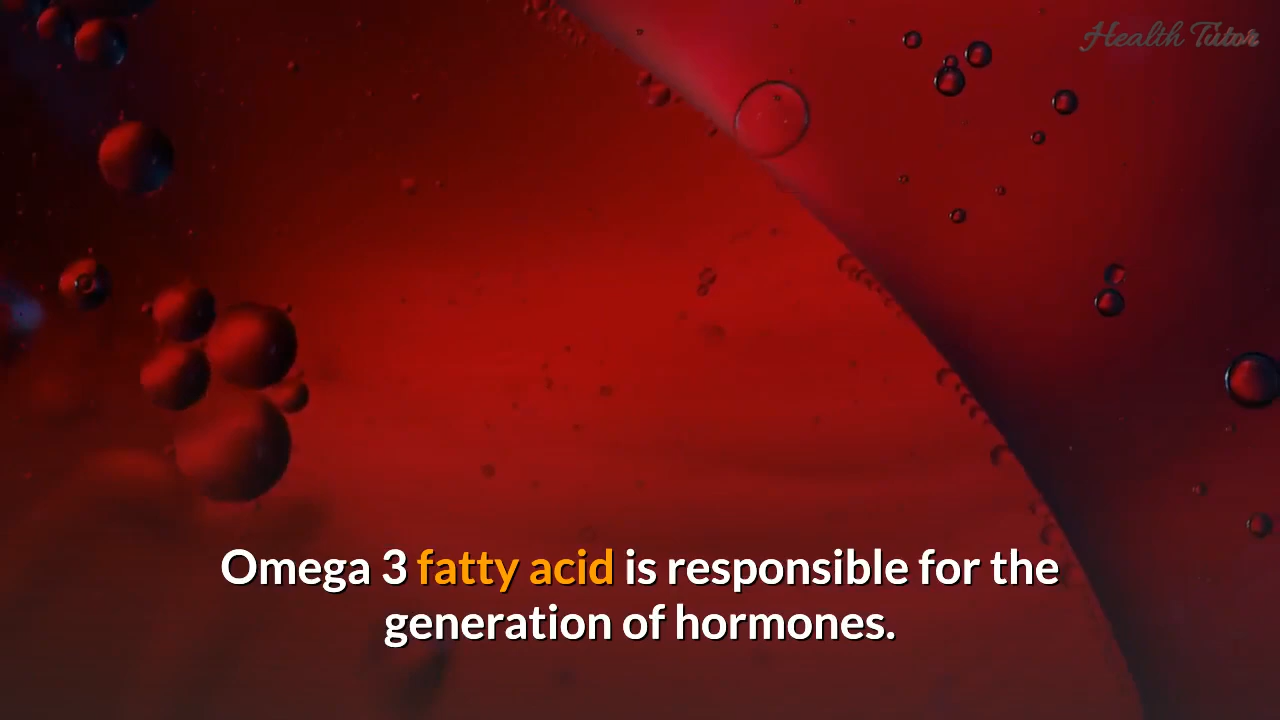 Health Tutor
Omega 3 fatty acid is responsible for the
generation of hormones.